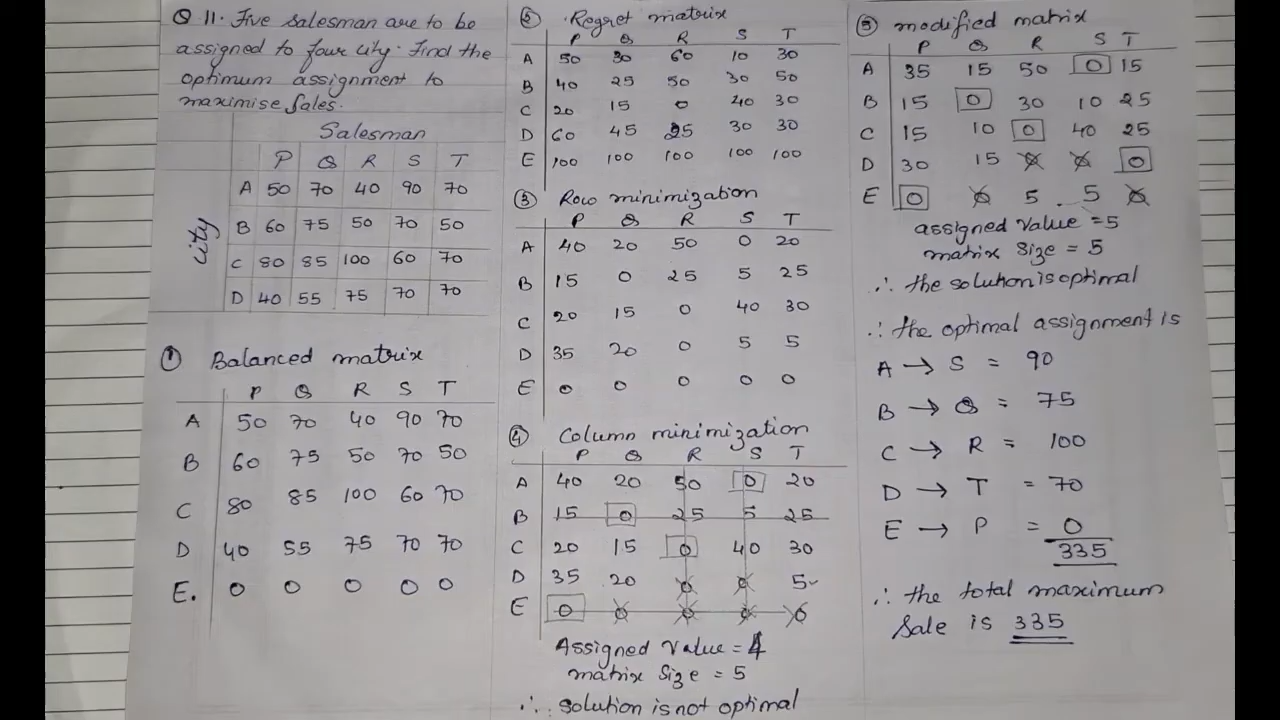 Q 11. Five salesman are to be
assigned to four city. Find the
optimum assignment to
maximise Sales.
Salesman
P Q R S T
city
A 50 70 40 90 70
B 60 75 50 70 50
C 80 85 100 60 70
D 40 55 75 70 70
① Balanced matrix
P Q R S T
A 50 70 40 90 70
B 60 75 50 70 50
C 80 85 100 60 70
D 40 55 75 70 70
E. 0 0 0 0 0
② Regret matrix
P Q R S T
A 50 30 60 10 30
B 40 25 50 30 50
C 20 15 0 40 30
D 60 45 25 30 30
E 100 100 100 100 100
③ Row minimization
P Q R S T
A 40 20 50 0 20
B 15 0 25 5 25
C 20 15 0 40 30
D 35 20 0 5 5
E 0 0 0 0 0
④ Column minimization
P Q R S T
A 40 20 50 0 20
B 15 0 25 5 25
C 20 15 0 40 30
D 35 20 0 0 5
E 0 0 0 0 0
Assigned Value = 4
matrix Size = 5
∴ solution is not optimal
⑤ modified matrix
P Q R S T
A 35 15 50 0 15
B 15 0 30 10 25
C 15 10 0 40 25
D 30 15 0 0 0
E 0 0 5 5 0
assigned value = 5
matrix size = 5
∴ the solution is optimal
∴ the optimal assignment is
A → S = 90
B → Q = 75
C → R = 100
D → T = 70
E → P = 0
335
∴ the total maximum
Sale is 335